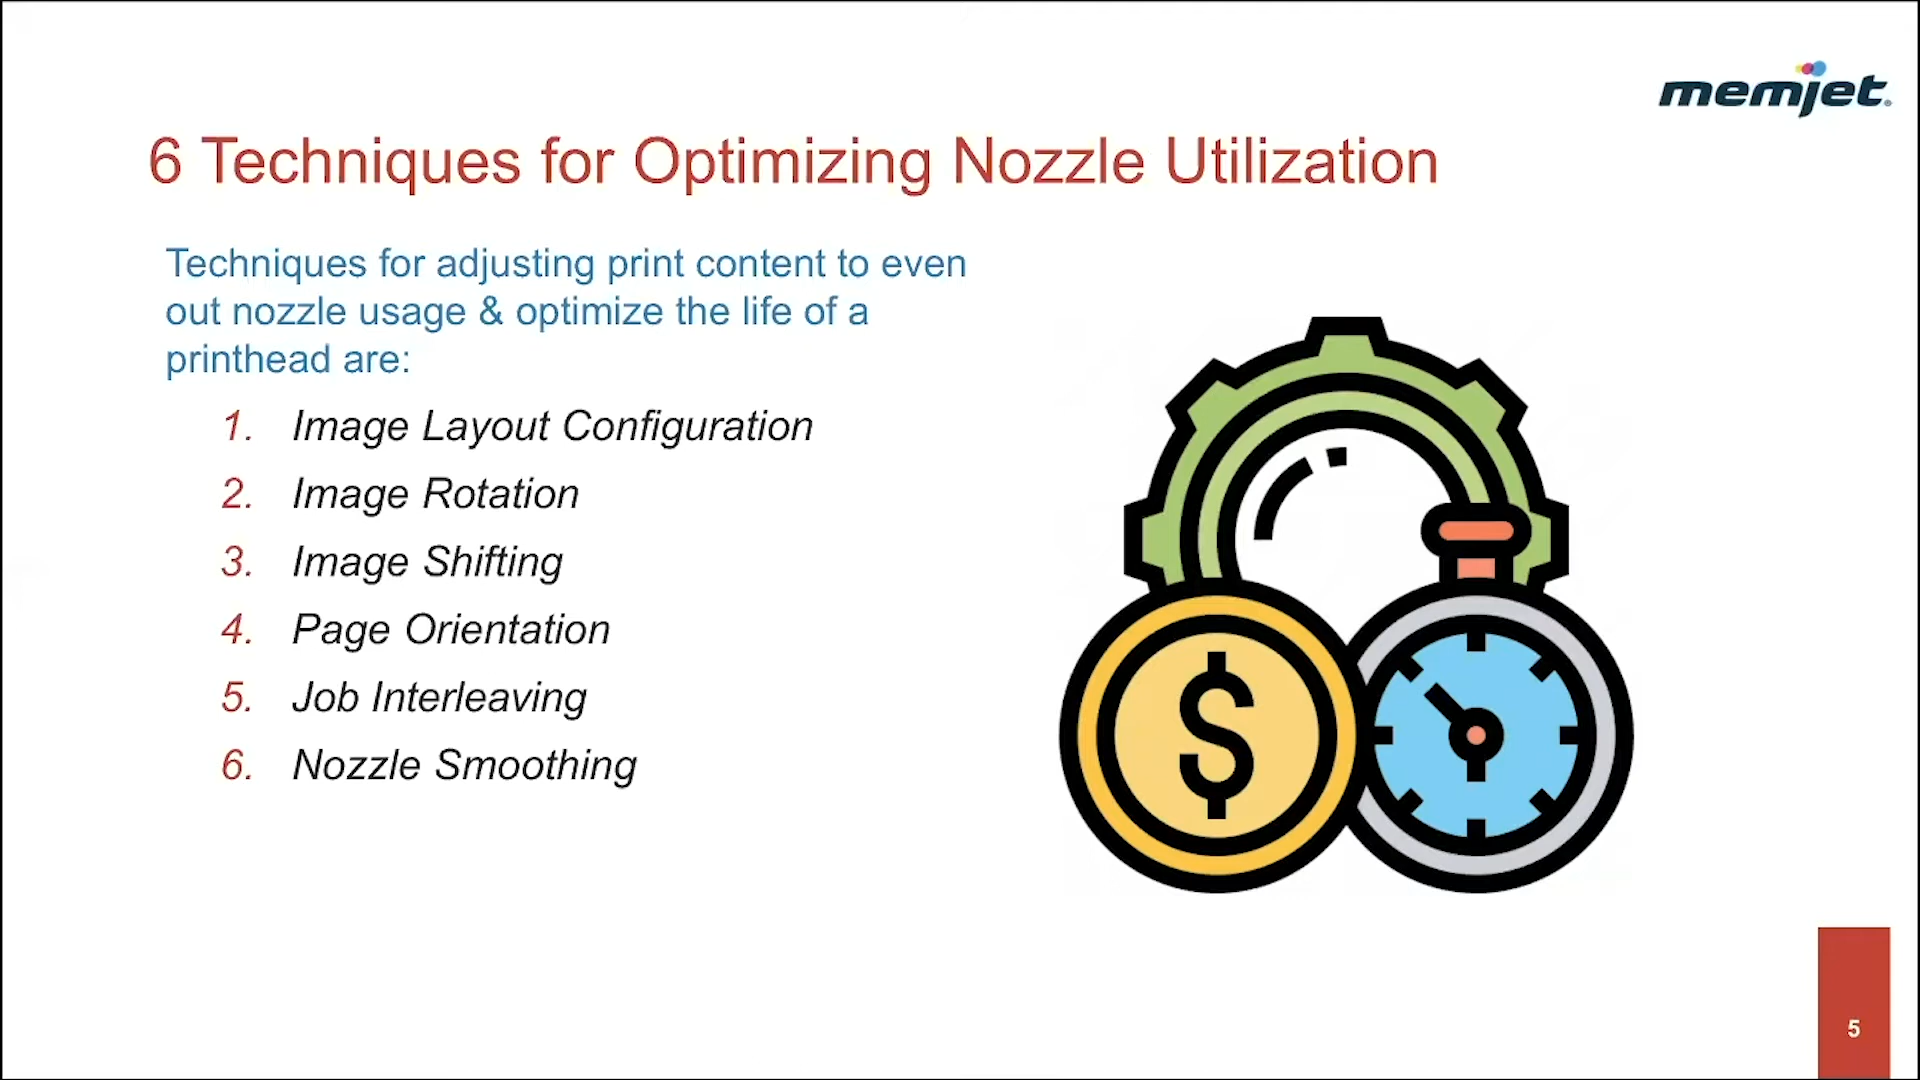 memjet
6 Techniques for Optimizing Nozzle Utilization
Techniques for adjusting print content to even
out nozzle usage & optimize the life of a
printhead are:
1. Image Layout Configuration
2. Image Rotation
3. Image Shifting
4. Page Orientation
5. Job Interleaving
6. Nozzle Smoothing
$
5